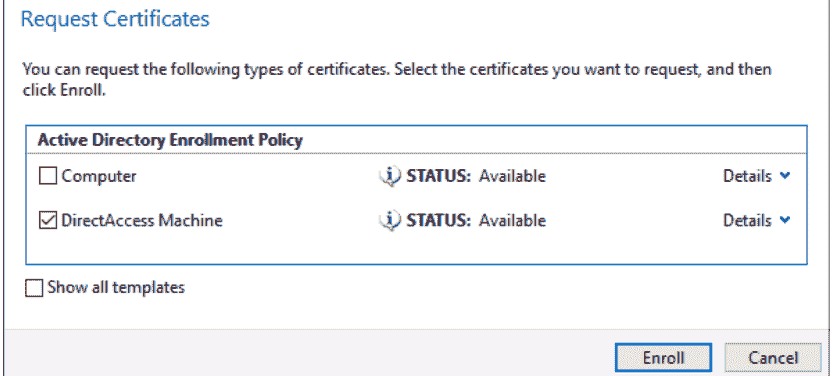 Request Certificates
You can request the following types of certificates. Select the certificates you want to request, and then
click Enroll.
Active Directory Enrollment Policy
Computer STATUS: Available Details
DirectAccess Machine STATUS: Available Details
Show all templates
Enroll Cancel